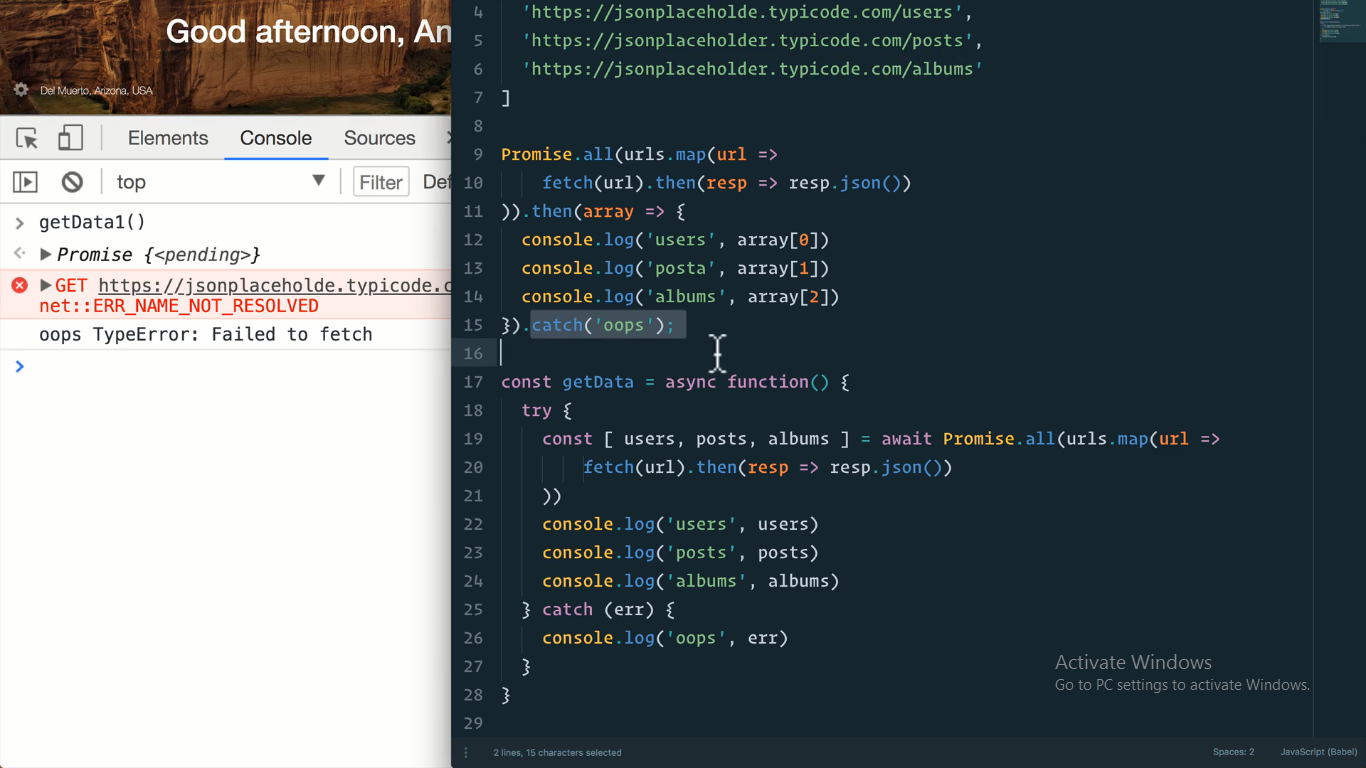 Good afternoon, An
Del Muerto, Arizona, USA
Elements Console Sources
top Filter Def
getData1()
Promise {<pending>}
GET https://jsonplaceholde.typicode.c
net::ERR_NAME_NOT_RESOLVED
oops TypeError: Failed to fetch
4 'https://jsonplaceholde.typicode.com/users',
5 'https://jsonplaceholder.typicode.com/posts',
6 'https://jsonplaceholder.typicode.com/albums'
7 ]
8
9 Promise.all(urls.map(url =>
10 fetch(url).then(resp => resp.json())
11 )).then(array => {
12 console.log('users', array[0])
13 console.log('posta', array[1])
14 console.log('albums', array[2])
15 }).catch('oops');
16
17 const getData = async function() {
18 try {
19 const [ users, posts, albums ] = await Promise.all(urls.map(url =>
20 fetch(url).then(resp => resp.json())
21 ))
22 console.log('users', users)
23 console.log('posts', posts)
24 console.log('albums', albums)
25 } catch (err) {
26 console.log('oops', err)
27 }
28 }
29
Activate Windows
Go to PC settings to activate Windows.
2 lines, 15 characters selected
Spaces: 2 JavaScript (Babel)